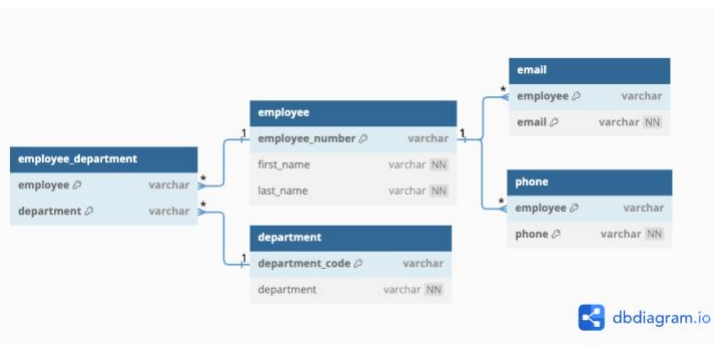 employee_department
employee varchar *
department varchar *
employee
1 employee_number varchar 1
first_name varchar NN
last_name varchar NN
department
1 department_code varchar
department varchar NN
email
* employee varchar
email varchar NN
phone
* employee varchar
phone varchar NN
dbdiagram.io